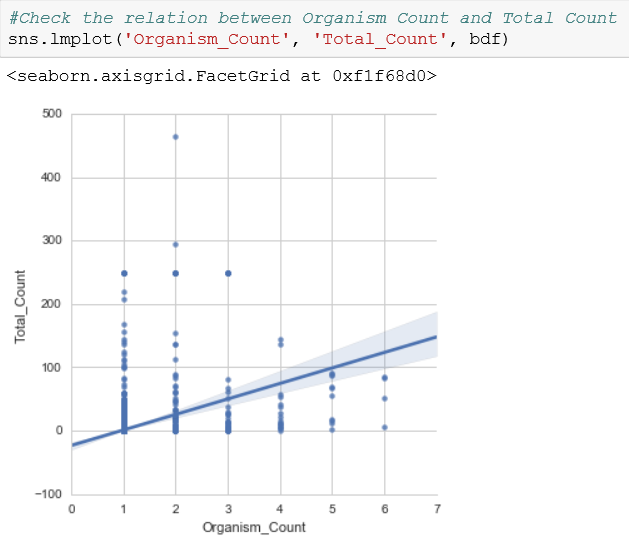 #Check the relation between Organism Count and Total Count
sns.lmplot('Organism_Count', 'Total_Count', bdf)
<seaborn.axisgrid.FacetGrid at 0xf1f68d0>
500
400
300
200
100
0
−100
Total_Count
0 1 2 3 4 5 6 7
Organism_Count